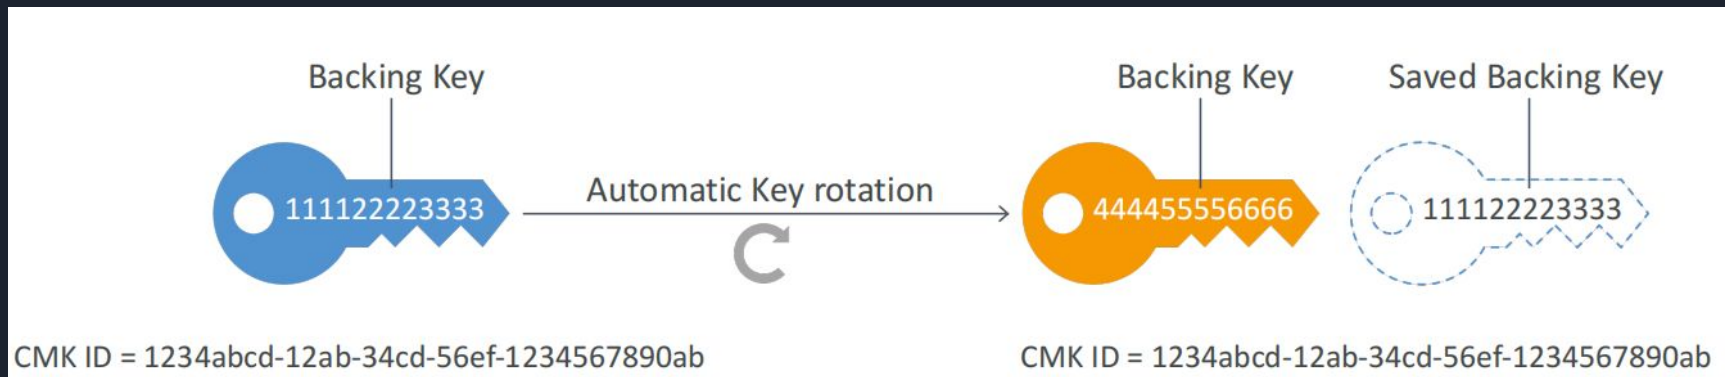 Backing Key
Backing Key
Saved Backing Key
111122223333
Automatic Key rotation
444455556666
111122223333
CMK ID = 1234abcd-12ab-34cd-56ef-1234567890ab
CMK ID = 1234abcd-12ab-34cd-56ef-1234567890ab